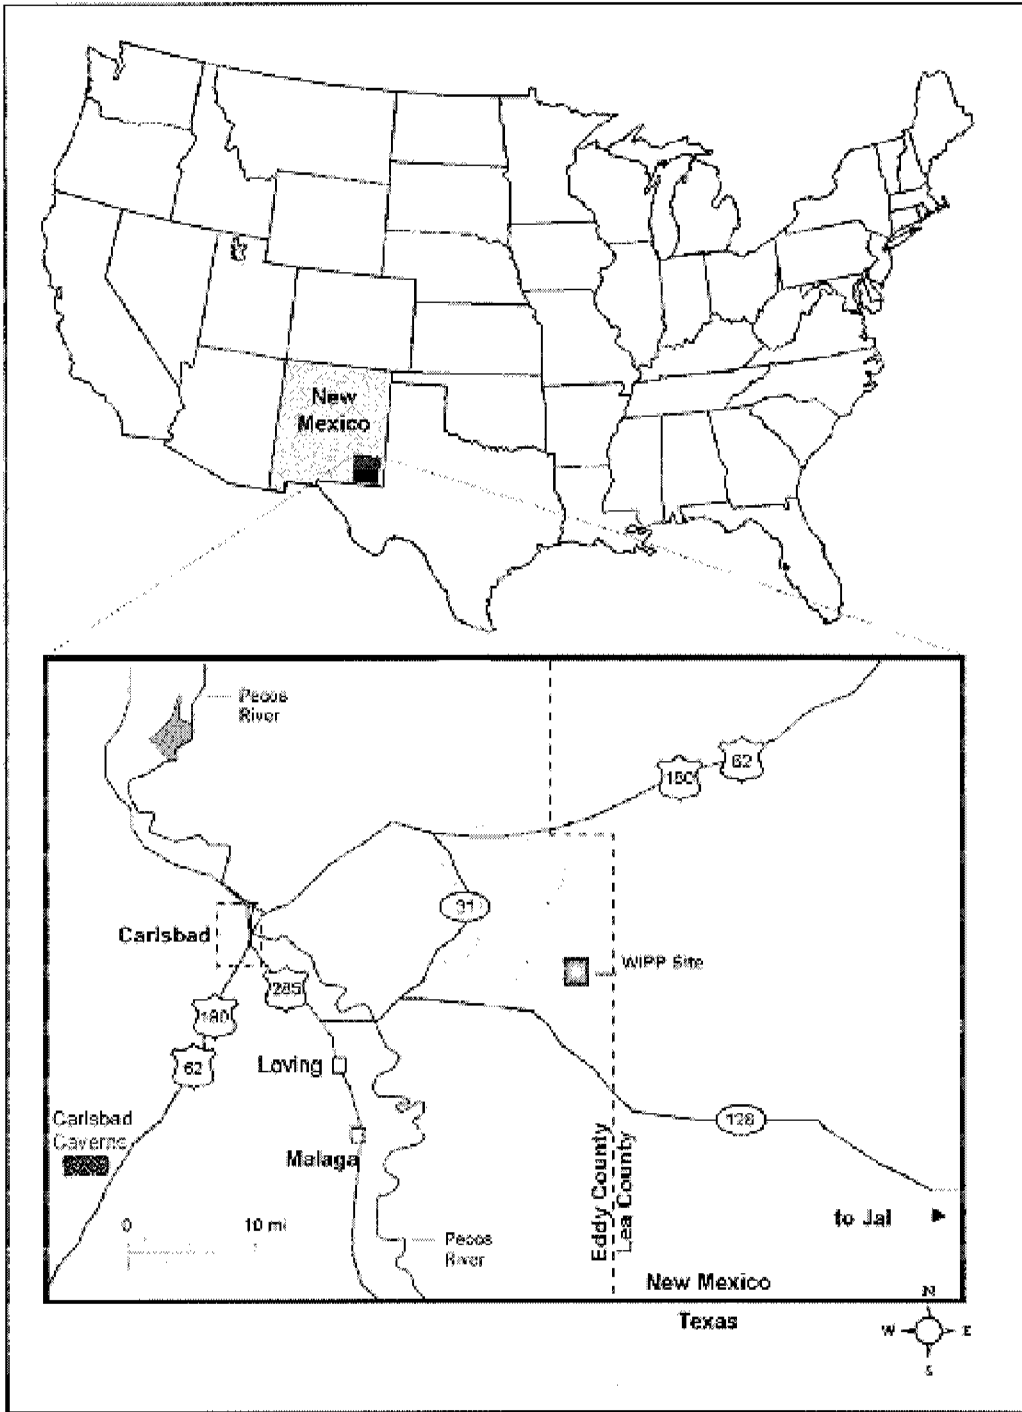 New
Mexico
Pecos
River
180
62
31
Carlsbad
WIPP Site
285
180
62
Loving
Carlsbad
Caverns
128
Malaga
Eddy County
Lea County
to Jal
0
10 mi
Pecos
River
New Mexico
Texas
N
W
E
S